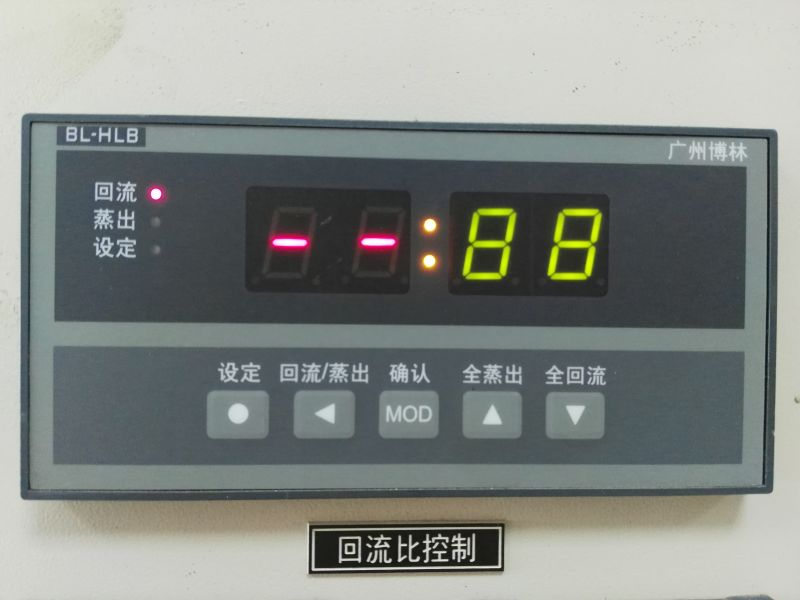 BL-HLB
广州博林
回流
蒸出
设定
--:88
设定 回流/蒸出 确认 全蒸出 全回流
MOD
回流比控制